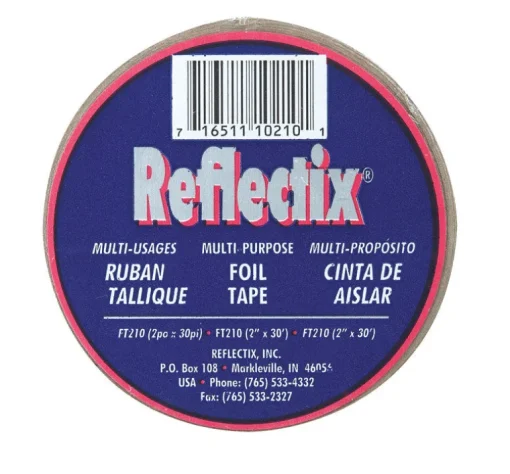 7 16511 10210 1
Reflectix®
MULTI-USAGES MULTI-PURPOSE MULTI-PROPÓSITO
RUBAN FOIL CINTA DE
TALLIQUE TAPE AISLAR
FT210 (2po x 30pi) • FT210 (2" x 30') • FT210 (2" x 30')
REFLECTIX, INC.
P.O. Box 108 • Markleville, IN
USA • Phone: (765) 533-4332
Fax: (765) 533-2327